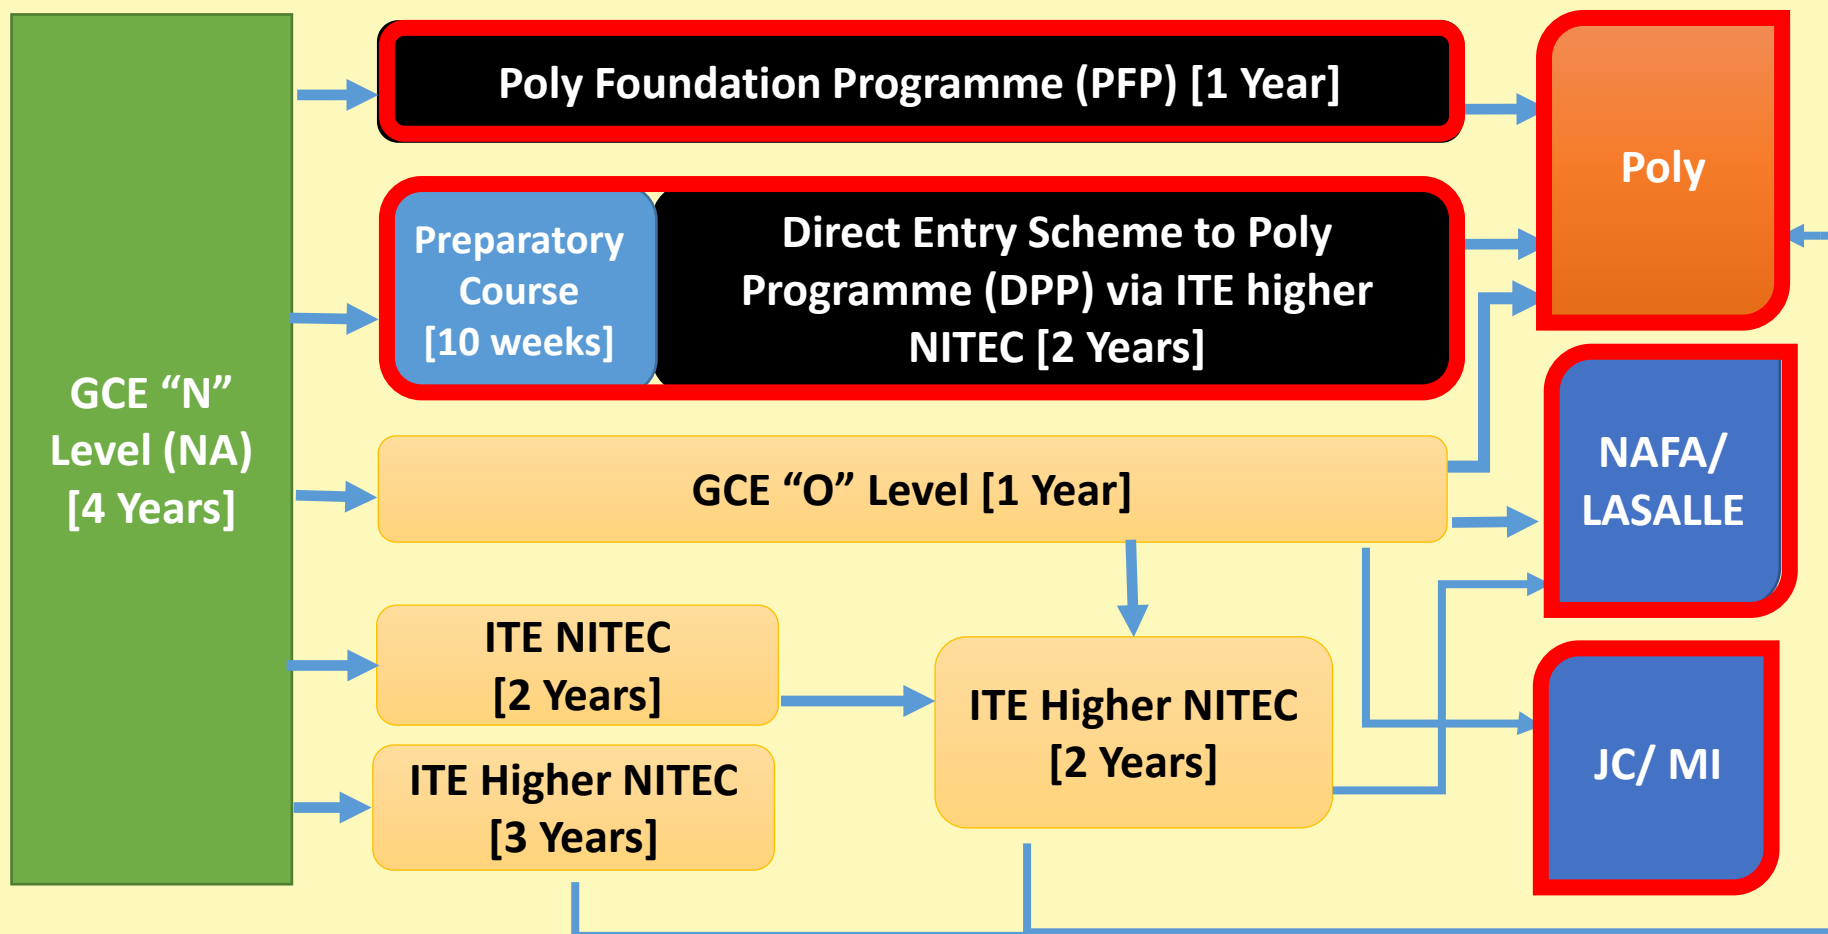 GCE “N”
Level (NA)
[4 Years]
Poly Foundation Programme (PFP) [1 Year]
Preparatory
Course
[10 weeks]
Direct Entry Scheme to Poly
Programme (DPP) via ITE higher
NITEC [2 Years]
GCE “O” Level [1 Year]
ITE NITEC
[2 Years]
ITE Higher NITEC
[3 Years]
ITE Higher NITEC
[2 Years]
Poly
NAFA/
LASALLE
JC/ MI